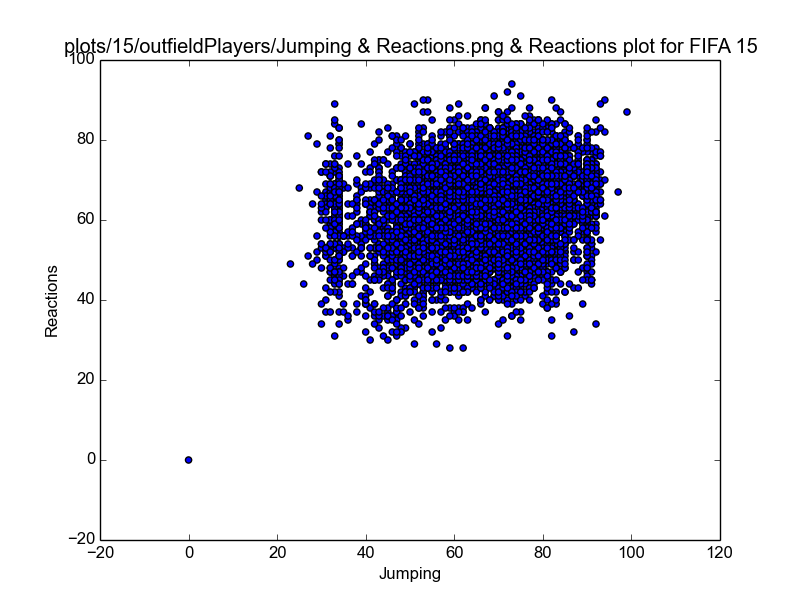 plots/15/outfieldPlayers/Jumping & Reactions.png & Reactions plot for FIFA 15
100
80
60
40
20
0
−20
Reactions
−20 0 20 40 60 80 100 120
Jumping